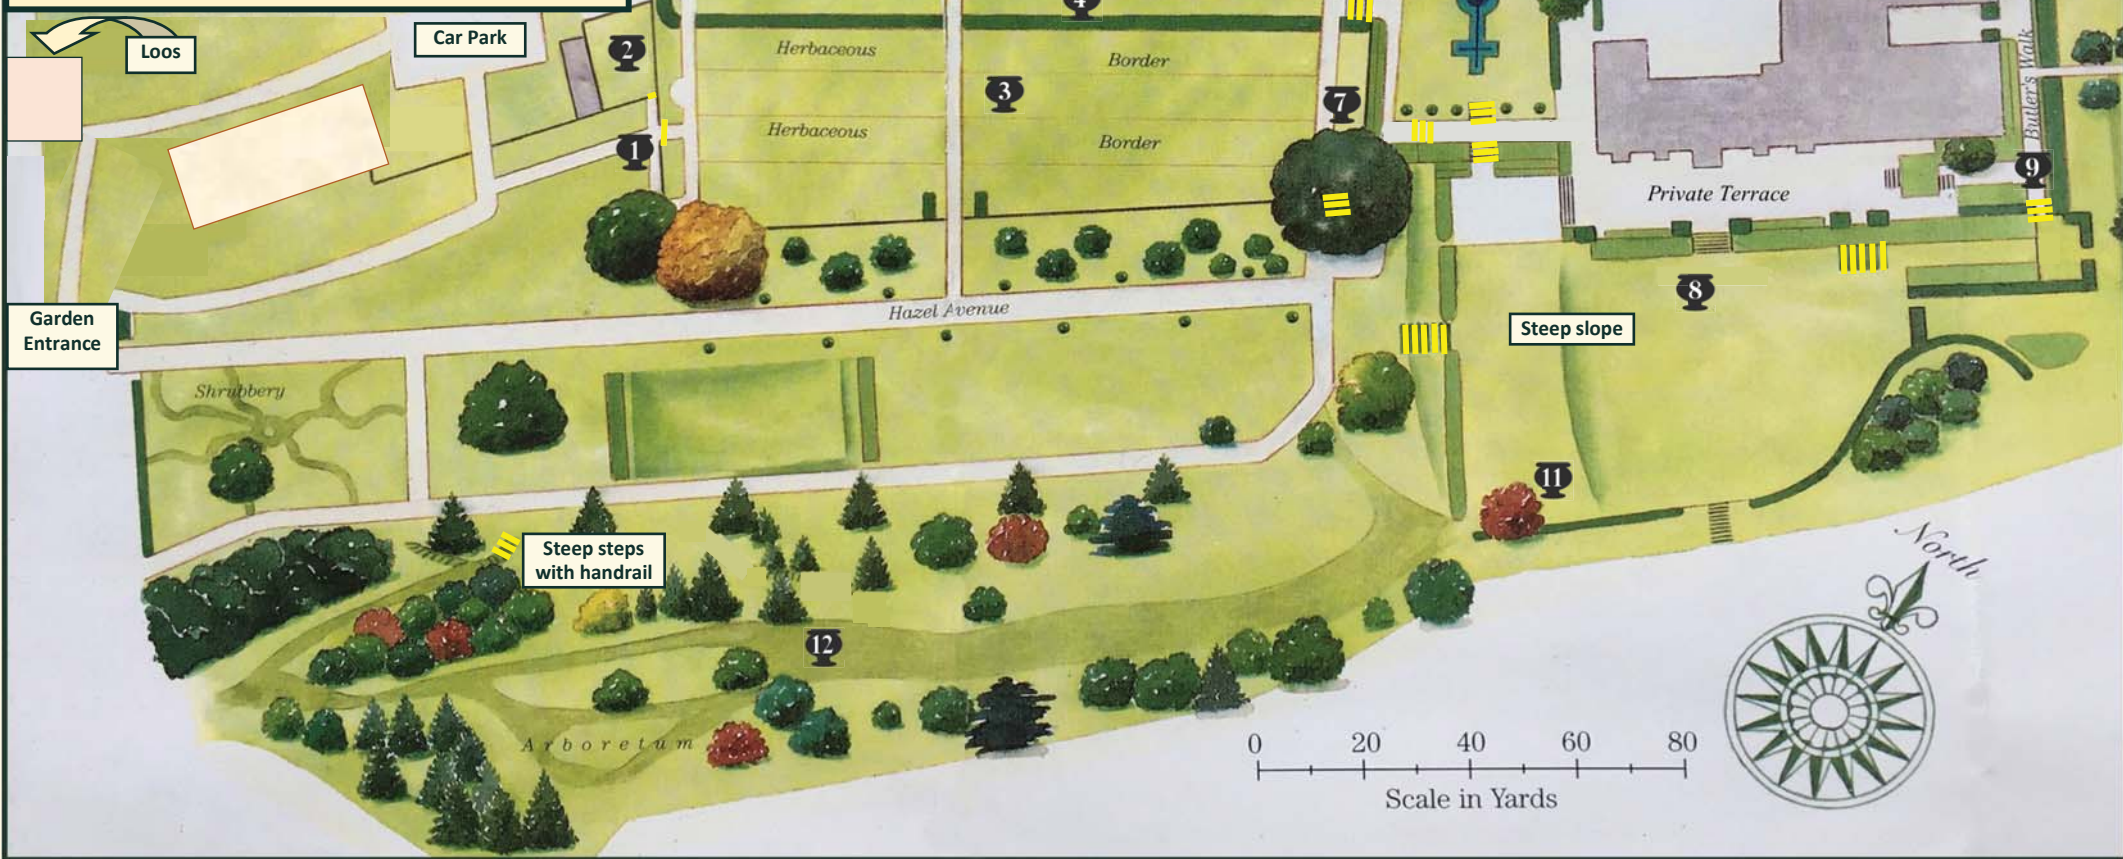 4
Car Park
Loos
2
Herbaceous
Border
3
7
Butler's Walk
Herbaceous
Border
1
9
Private Terrace
8
Garden
Entrance
Hazel Avenue
Steep slope
Shrubbery
11
Steep steps
with handrail
North
12
Arboretum
0 20 40 60 80
Scale in Yards